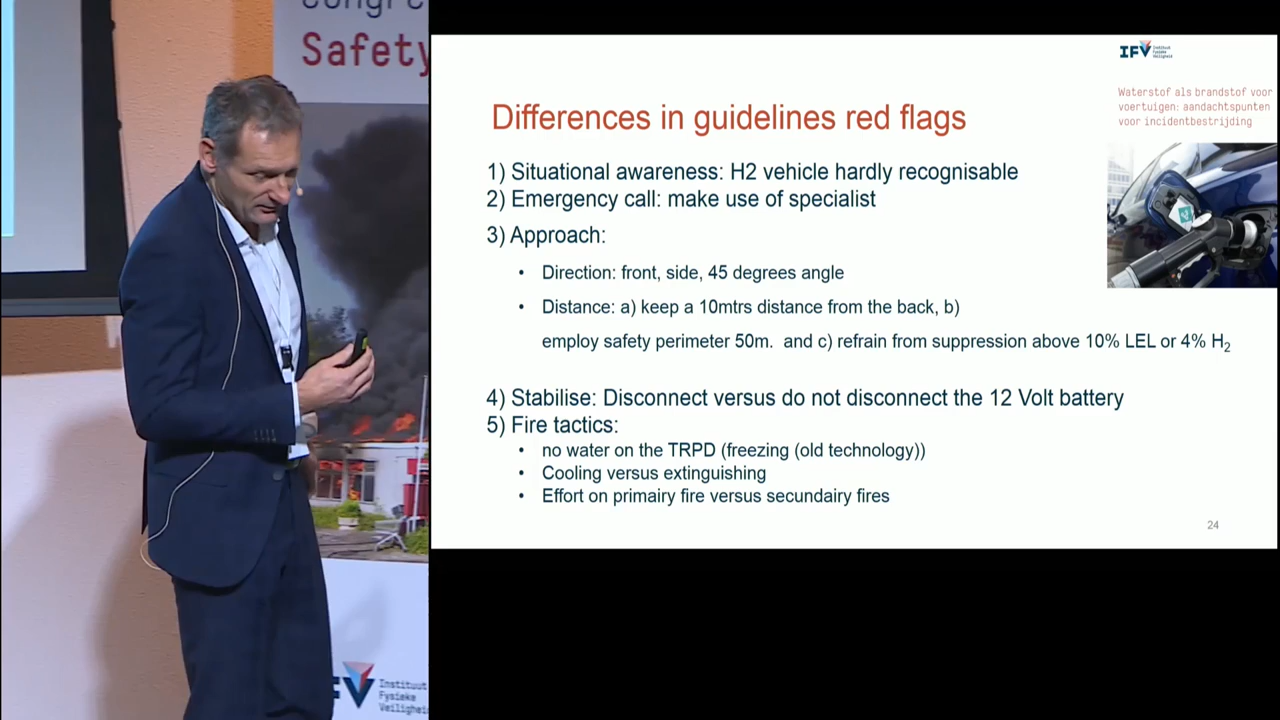 Safety
IFV
Instituut
Fysieke
Veiligheid
IFV
Instituut
Fysieke
Veiligheid
Waterstof als brandstof voor
voertuigen: aandachtspunten
voor incidentbestrijding
Differences in guidelines red flags
1) Situational awareness: H2 vehicle hardly recognisable
2) Emergency call: make use of specialist
3) Approach:
• Direction: front, side, 45 degrees angle
• Distance: a) keep a 10mtrs distance from the back, b)
employ safety perimeter 50m. and c) refrain from suppression above 10% LEL or 4% H2
4) Stabilise: Disconnect versus do not disconnect the 12 Volt battery
5) Fire tactics:
• no water on the TRPD (freezing (old technology))
• Cooling versus extinguishing
• Effort on primairy fire versus secundairy fires
24